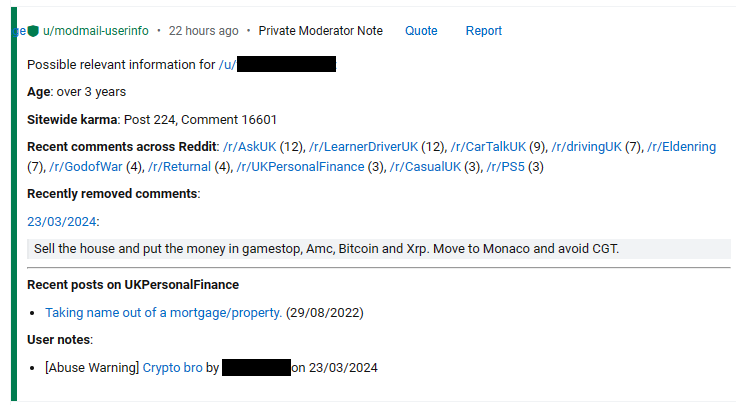 ge u/modmail-userinfo • 22 hours ago • Private Moderator Note Quote Report
Possible relevant information for /u/
Age: over 3 years
Sitewide karma: Post 224, Comment 16601
Recent comments across Reddit: /r/AskUK (12), /r/LearnerDriverUK (12), /r/CarTalkUK (9), /r/drivingUK (7), /r/Eldenring
(7), /r/GodofWar (4), /r/Returnal (4), /r/UKPersonalFinance (3), /r/CasualUK (3), /r/PS5 (3)
Recently removed comments:
23/03/2024:
Sell the house and put the money in gamestop, Amc, Bitcoin and Xrp. Move to Monaco and avoid CGT.
Recent posts on UKPersonalFinance
• Taking name out of a mortgage/property. (29/08/2022)
User notes:
• [Abuse Warning] Crypto bro by on 23/03/2024